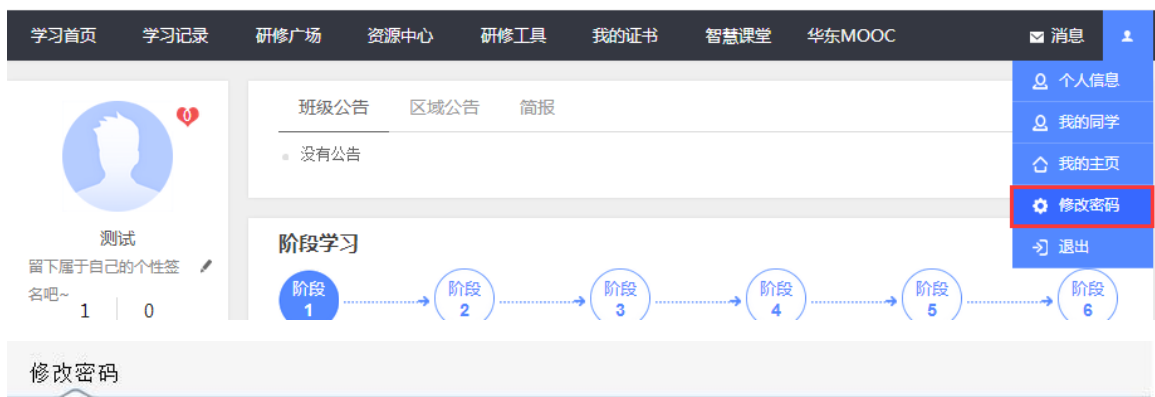 学习首页 学习记录 研修广场 资源中心 研修工具 我的证书 智慧课堂 华东MOOC 消息
个人信息
我的同学
我的主页
修改密码
退出
0
测试
留下属于自己的个性签
名吧~
1 0
班级公告 区域公告 简报
没有公告
阶段学习
阶段 1 阶段 2 阶段 3 阶段 4 阶段 5 阶段 6
修改密码